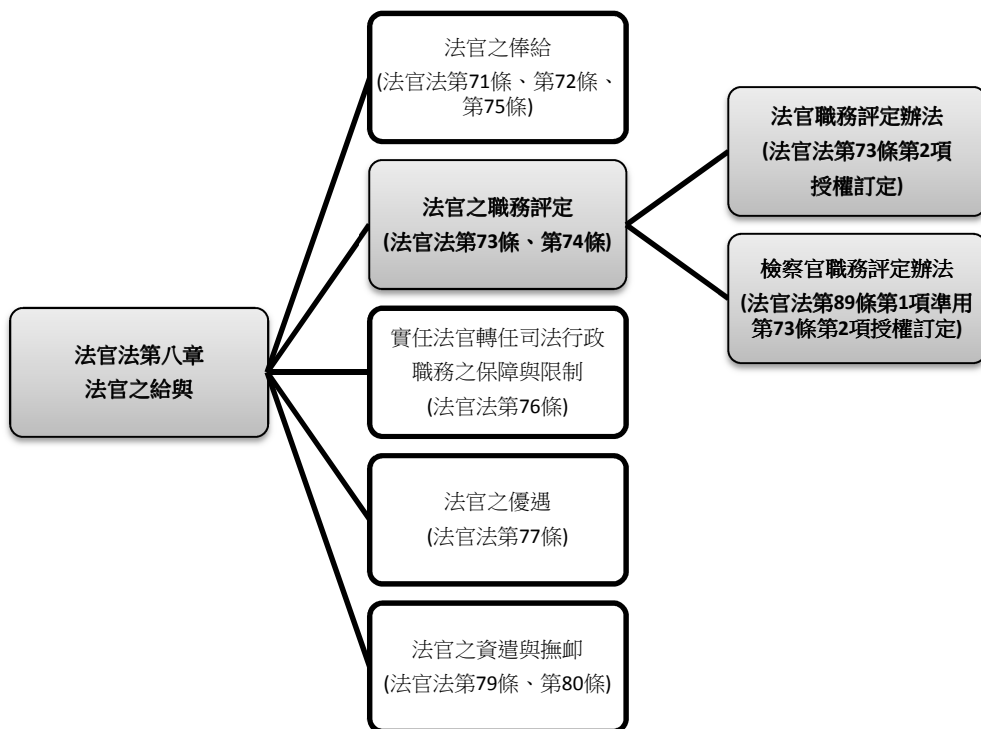 法官法第八章
法官之給與
法官之俸給
(法官法第71條、第72條、
第75條)
法官之職務評定
(法官法第73條、第74條)
法官職務評定辦法
(法官法第73條第2項
授權訂定)
檢察官職務評定辦法
(法官法第89條第1項準用
第73條第2項授權訂定)
實任法官轉任司法行政
職務之保障與限制
(法官法第76條)
法官之優遇
(法官法第77條)
法官之資遣與撫卹
(法官法第79條、第80條)